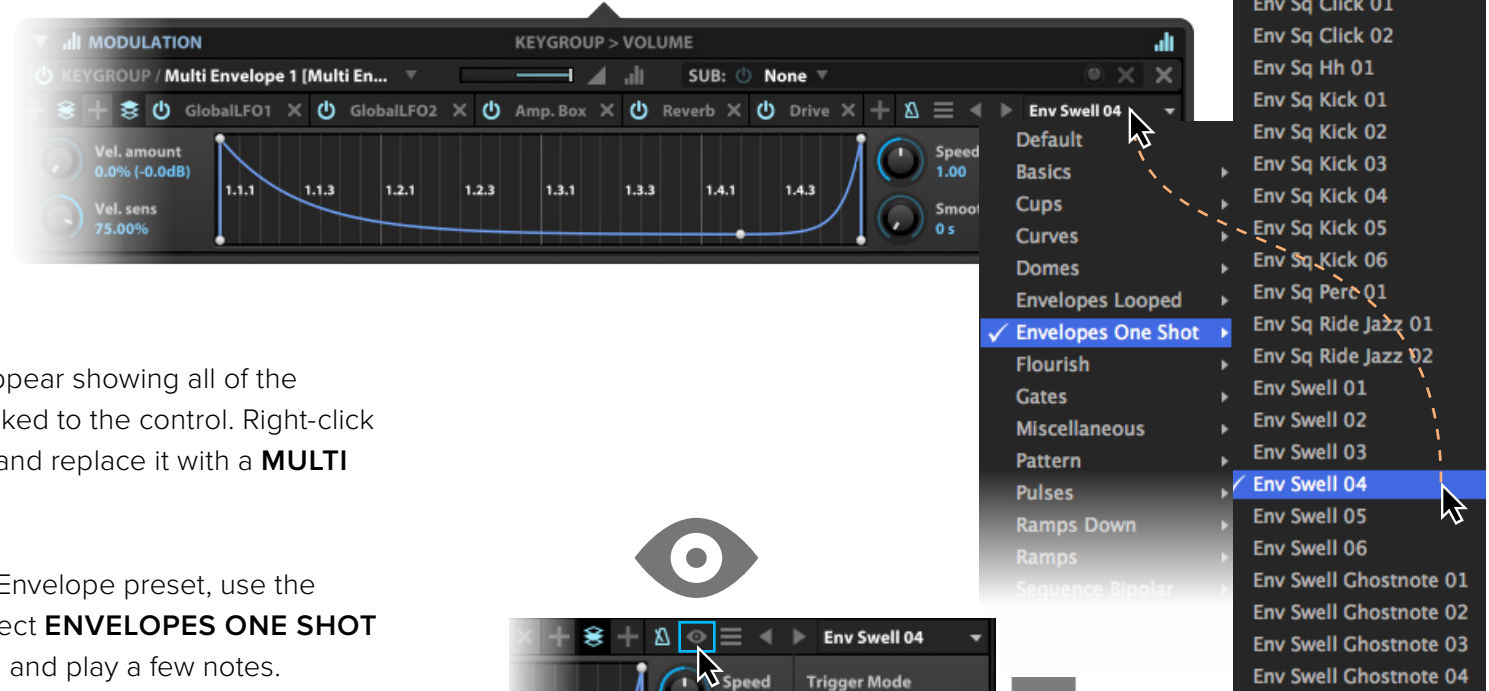 MODULATION KEYGROUP > VOLUME
KEYGROUP / Multi Envelope 1 [Multi En... SUB: None
GlobalLFO1 GlobalLFO2 Amp. Box Reverb Drive Env Swell 04
Vel. amount
0.0% (-0.0dB)
Vel. sens
75.00%
1.1.1 1.1.3 1.2.1 1.2.3 1.3.1 1.3.3 1.4.1 1.4.3
Speed
1.00
Smoot
0 s
Default
Basics
Cups
Curves
Domes
Envelopes Looped
Envelopes One Shot
Flourish
Gates
Miscellaneous
Pattern
Pulses
Ramps Down
Ramps
Sequence Bipolar
Env Sq Click 01
Env Sq Click 02
Env Sq Hh 01
Env Sq Kick 01
Env Sq Kick 02
Env Sq Kick 03
Env Sq Kick 04
Env Sq Kick 05
Env Sq Kick 06
Env Sq Perc 01
Env Sq Ride Jazz 01
Env Sq Ride Jazz 02
Env Swell 01
Env Swell 02
Env Swell 03
Env Swell 04
Env Swell 05
Env Swell 06
Env Swell Ghostnote 01
Env Swell Ghostnote 02
Env Swell Ghostnote 03
Env Swell Ghostnote 04
ppear showing all of the
ked to the control. Right-click
and replace it with a MULTI
Envelope preset, use the
ect ENVELOPES ONE SHOT
and play a few notes.
Env Swell 04
Speed Trigger Mode